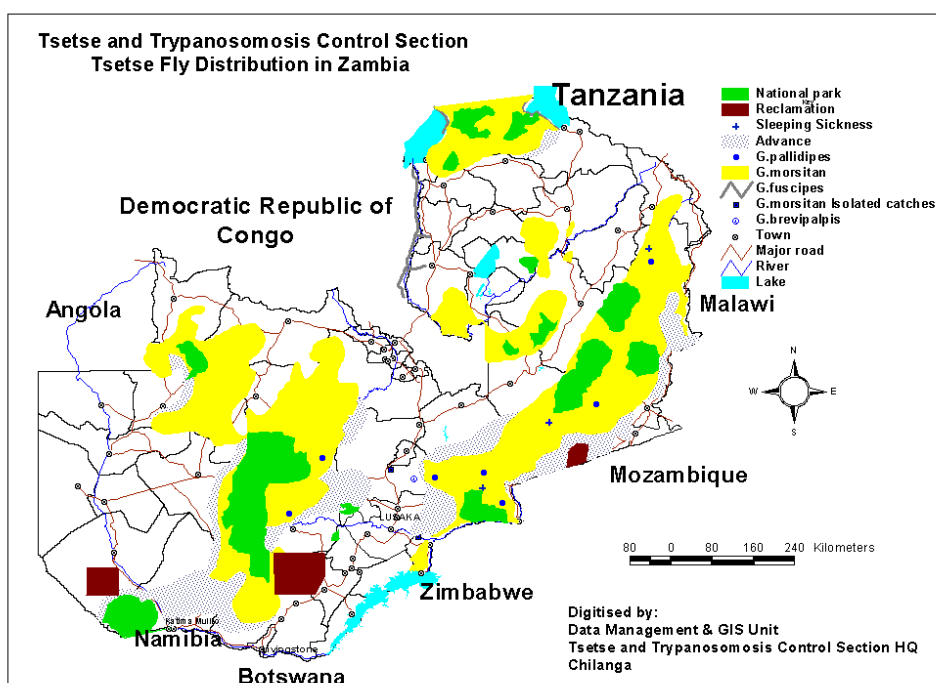 Tsetse and Trypanosomosis Control Section
Tsetse Fly Distribution in Zambia
Tanzania
National park
Reclamation
Sleeping Sickness
Advance
G.pallidipes
G.morsitan
G.fuscipes
G.morsitan Isolated catches
G.brevipalpis
Town
Major road
River
Lake
Democratic Republic of
Congo
Angola
Malawi
N
W E
S
Mozambique
LUSAKA
80 0 80 160 240 Kilometers
Zimbabwe
Katima Mulilo
Namibia
Livingstone
Botswana
Digitised by:
Data Management & GIS Unit
Tsetse and Trypanosomosis Control Section HQ
Chilanga